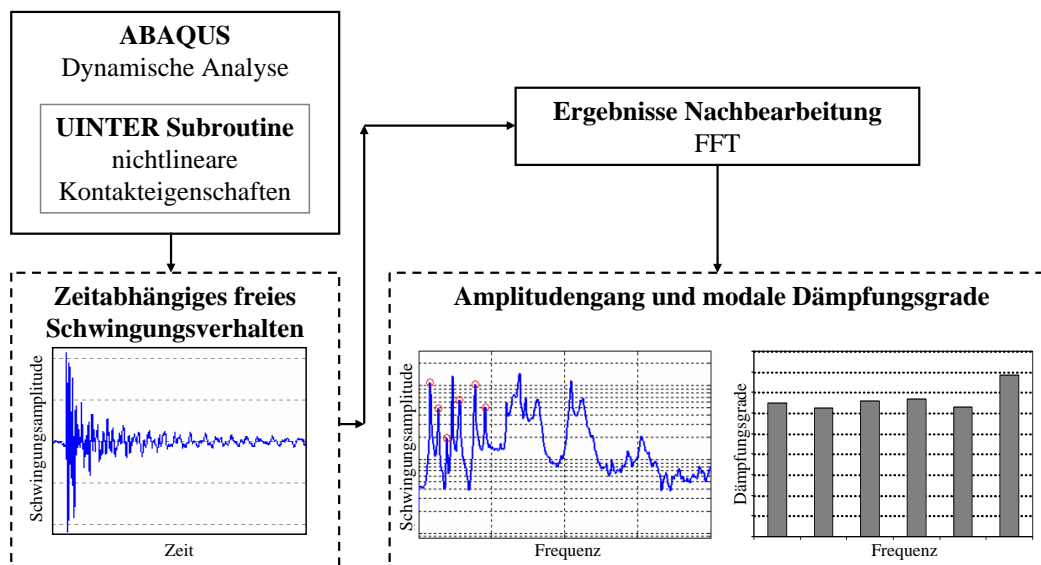 ABAQUS
Dynamische Analyse
UINTER Subroutine
nichtlineare
Kontakteigenschaften
Ergebnisse Nachbearbeitung
FFT
Zeitabhängiges freies
Schwingungsverhalten
Schwingungsamplitude
Zeit
Amplitudengang und modale Dämpfungsgrade
Schwingungsamplitude
Frequenz
Dämpfungsgrade
Frequenz